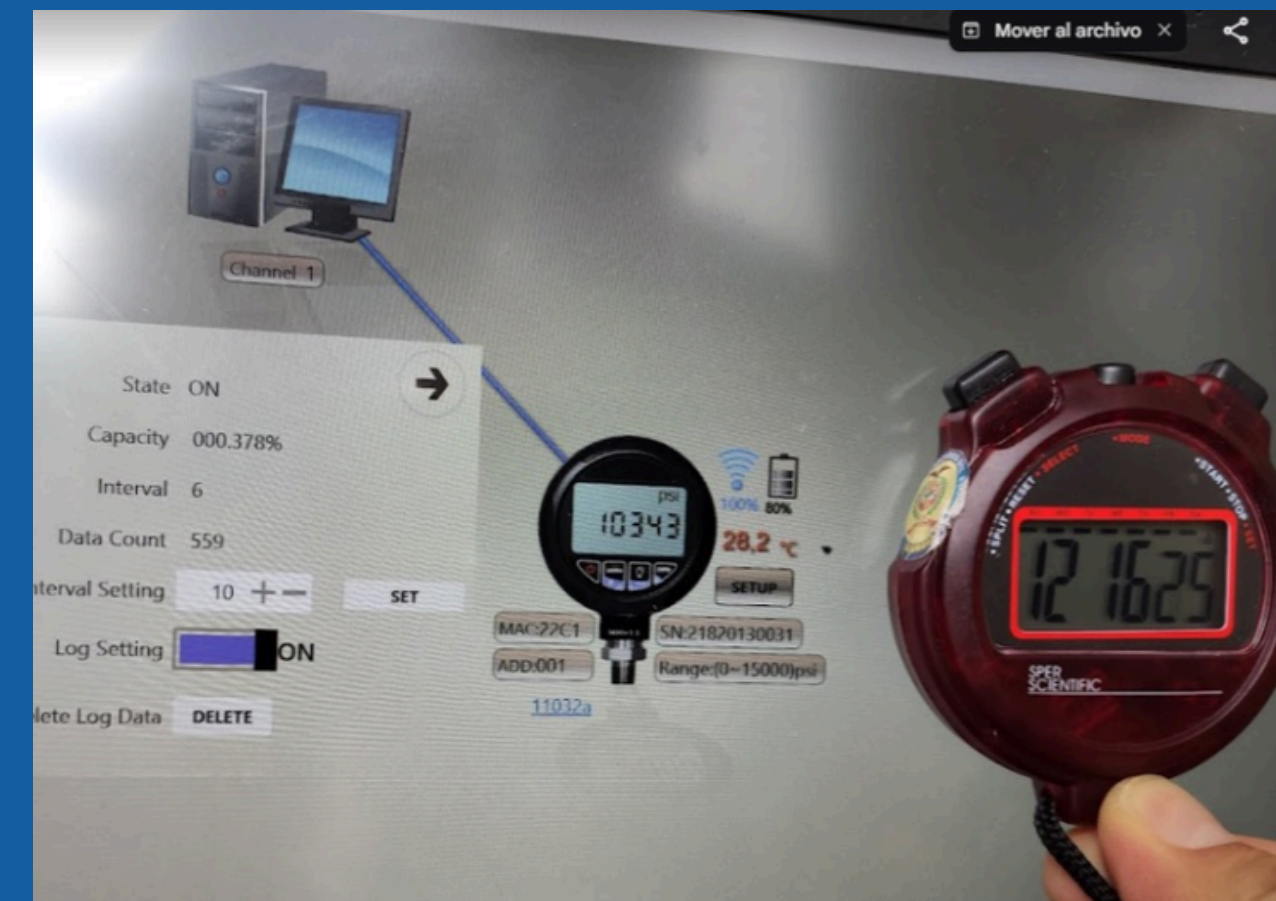 Mover al archivo
Channel 1
State ON
Capacity 000.378%
Interval 6
Data Count 559
nterval Setting 10 + − SET
Log Setting ON
lete Log Data DELETE
psi
10343
100% 80%
28.2 °C
SETUP
MAC:22C1
SN:21820130031
ADD:001
Range:(0~15000)psi
11032a
•MODE
•SPLIT•RESET•SELECT
•START•STOP•SET
12 16 25
SPER
SCIENTIFIC